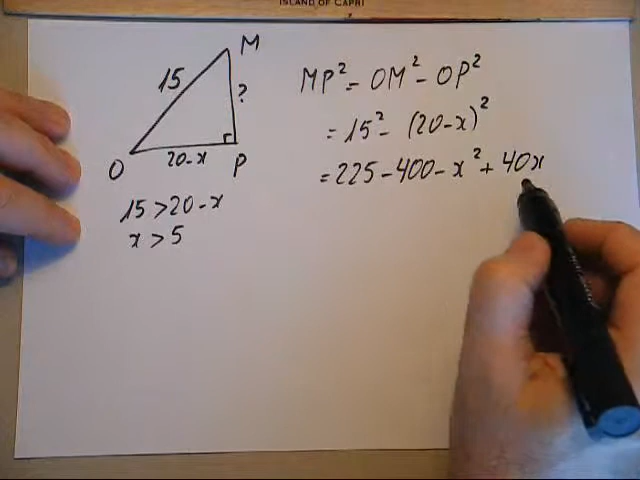 ISLAND OF CAPRI
M
15
?
O
20-x
P
15 > 20 - x
x > 5
MP² = OM² - OP²
= 15² - (20-x)²
= 225 - 400 - x² + 40x